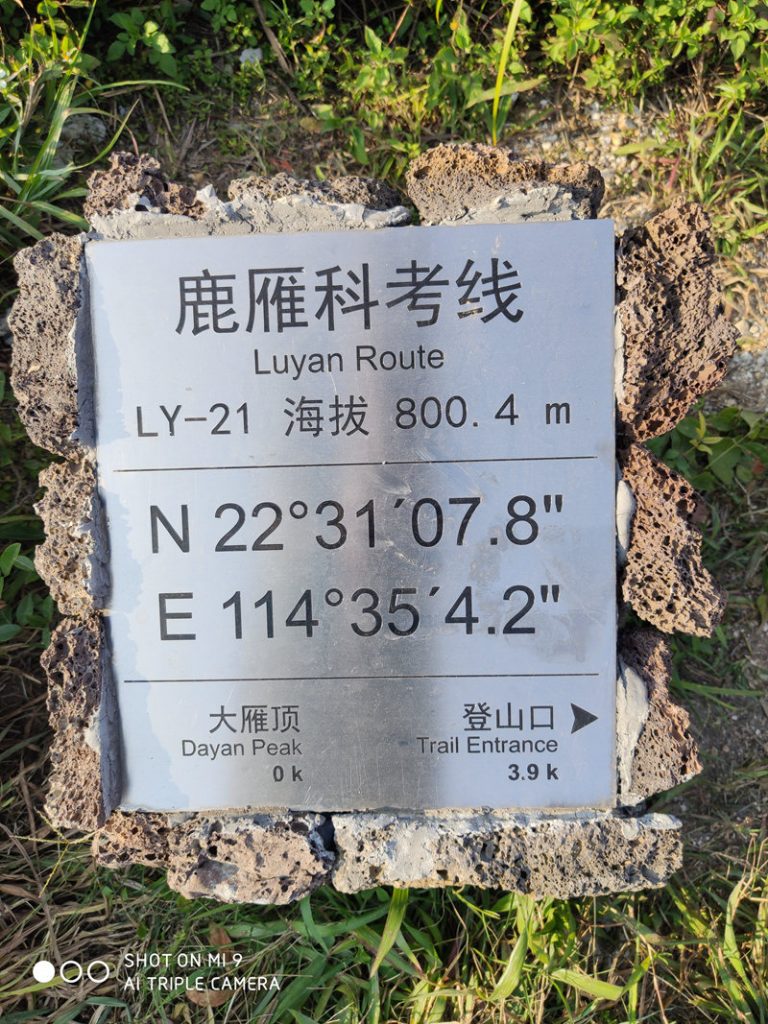 鹿雁科考线
Luyan Route
LY-21 海拔 800.4 m
N 22°31′07.8"
E 114°35′4.2"
大雁顶
Dayan Peak
0 k
登山口
Trail Entrance
3.9 k
SHOT ON MI 9
AI TRIPLE CAMERA